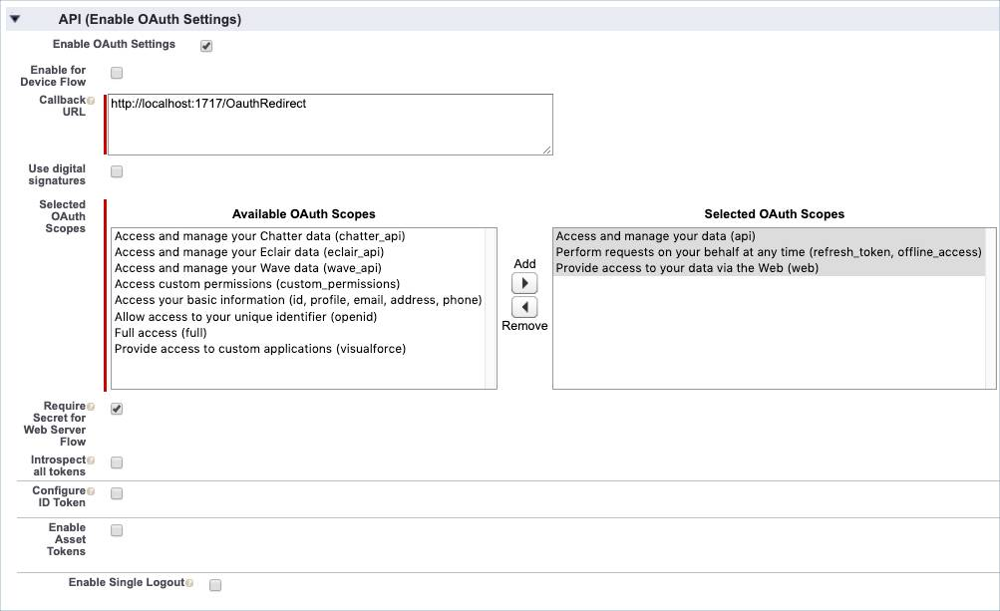 API (Enable OAuth Settings)
Enable OAuth Settings
Enable for
Device Flow
Callback
URL
http://localhost:1717/OauthRedirect
Use digital
signatures
Selected
OAuth
Scopes
Available OAuth Scopes
Access and manage your Chatter data (chatter_api)
Access and manage your Eclair data (eclair_api)
Access and manage your Wave data (wave_api)
Access custom permissions (custom_permissions)
Access your basic information (id, profile, email, address, phone)
Allow access to your unique identifier (openid)
Full access (full)
Provide access to custom applications (visualforce)
Add
Remove
Selected OAuth Scopes
Access and manage your data (api)
Perform requests on your behalf at any time (refresh_token, offline_access)
Provide access to your data via the Web (web)
Require
Secret for
Web Server
Flow
Introspect
all tokens
Configure
ID Token
Enable
Asset
Tokens
Enable Single Logout